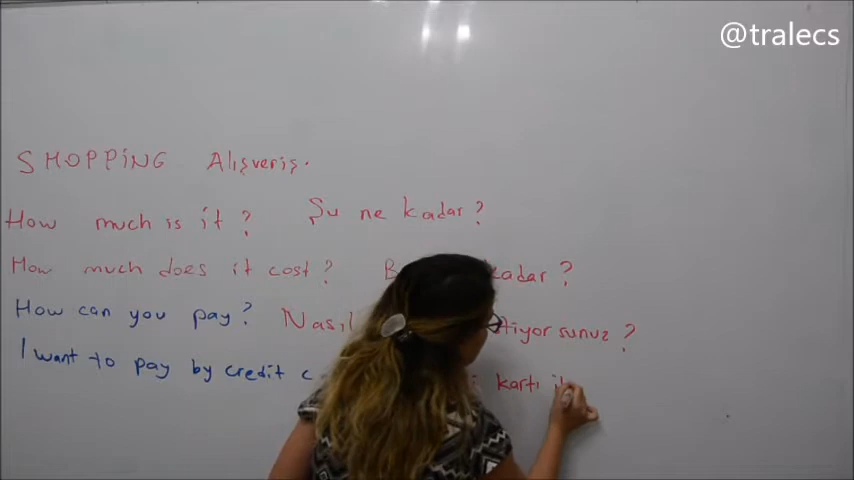 @tralecs
SHOPPING Alışveriş.
How much is it? Şu ne kadar?
How much does it cost? kadar?
How can you pay? Nasıl sunuz?
I want to pay by credit kartı